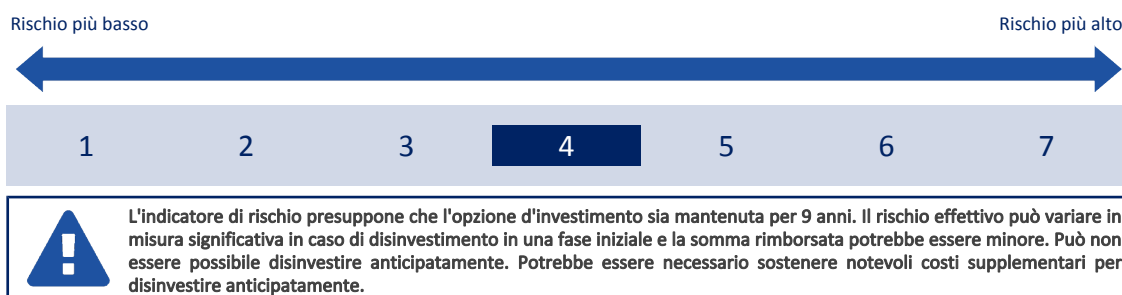 Rischio più basso Rischio più alto
1 2 3 4 5 6 7
L'indicatore di rischio presuppone che l'opzione d'investimento sia mantenuta per 9 anni. Il rischio effettivo può variare in
misura significativa in caso di disinvestimento in una fase iniziale e la somma rimborsata potrebbe essere minore. Può non
essere possibile disinvestire anticipatamente. Potrebbe essere necessario sostenere notevoli costi supplementari per
disinvestire anticipatamente.